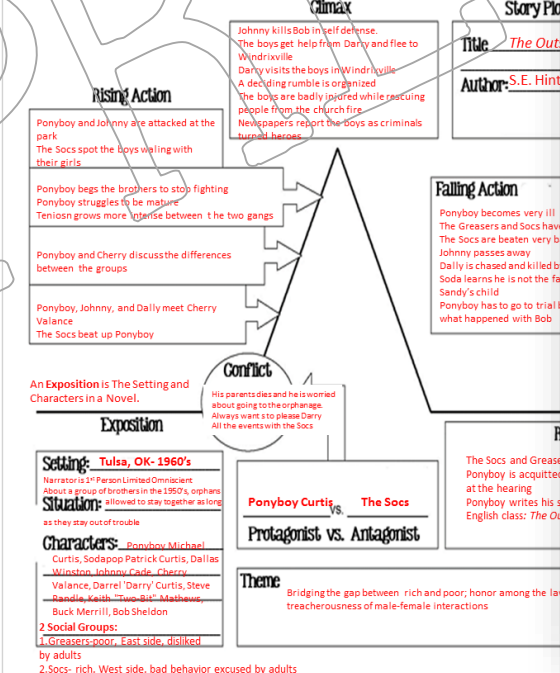 Climax
Story Plo
Johnny kills Bob in self defense.
The boys get help from Darry and flee to
Windrixville
Darry visits the boys in Windrixville
A deciding rumble is organized
The boys are badly injured while rescuing
people from the church fire
Newspapers report the boys as criminals
turned heroes
Title The Outs
Author: S.E. Hint
Rising Action
Ponyboy and Johnny are attacked at the
park
The Socs spot the boys waling with
their girls
Ponyboy begs the brothers to stop fighting
Ponyboy struggles to be mature
Teniosn grows more intense between t he two gangs
Ponyboy and Cherry discuss the differences
between the groups
Ponyboy, Johnny, and Dally meet Cherry
Valance
The Socs beat up Ponyboy
Falling Action
Ponyboy becomes very ill
The Greasers and Socs hav
The Socs are beaten very b
Johnny passes away
Dally is chased and killed b
Soda learns he is not the fa
Sandy's child
Ponyboy has to go to trial b
what happened with Bob
Conflict
His parents dies and he is worried
about going to the orphanage.
Always want s to please Darry
All the events with the Socs
An Exposition is The Setting and
Characters in a Novel.
Exposition
Setting: Tulsa, OK- 1960's
Narrator is 1st Person Limited Omniscient
About a group of brothers in the 1950's, orphans
Situation: allowed to stay together as long
as they stay out of trouble
Characters: Ponyboy Michael
Curtis, Sodapop Patrick Curtis, Dallas
Winston, Johnny Cade, Cherry
Valance, Darrel 'Darry' Curtis, Steve
Randle, Keith "Two-Bit" Mathews,
Buck Merrill, Bob Sheldon
2 Social Groups:
1.Greasers-poor, East side, disliked
by adults
2.Socs- rich, West side, bad behavior excused by adults
Ponyboy Curtis vs. The Socs
Protagonist vs. Antagonist
R
The Socs and Grease
Ponyboy is acquitte
at the hearing
Ponyboy writes his s
English class: The Ou
Theme
Bridging the gap between rich and poor; honor among the la
treacherousness of male-female interactions